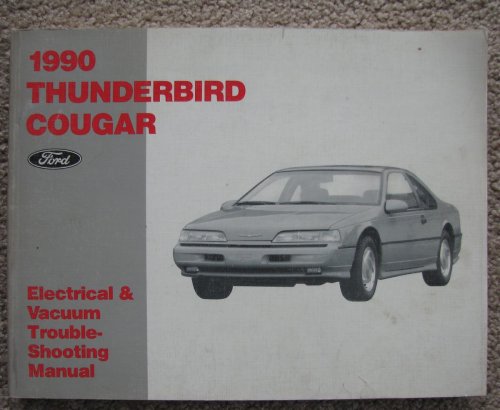 1990
THUNDERBIRD
COUGAR
Ford
Electrical &
Vacuum
Trouble-
Shooting
Manual